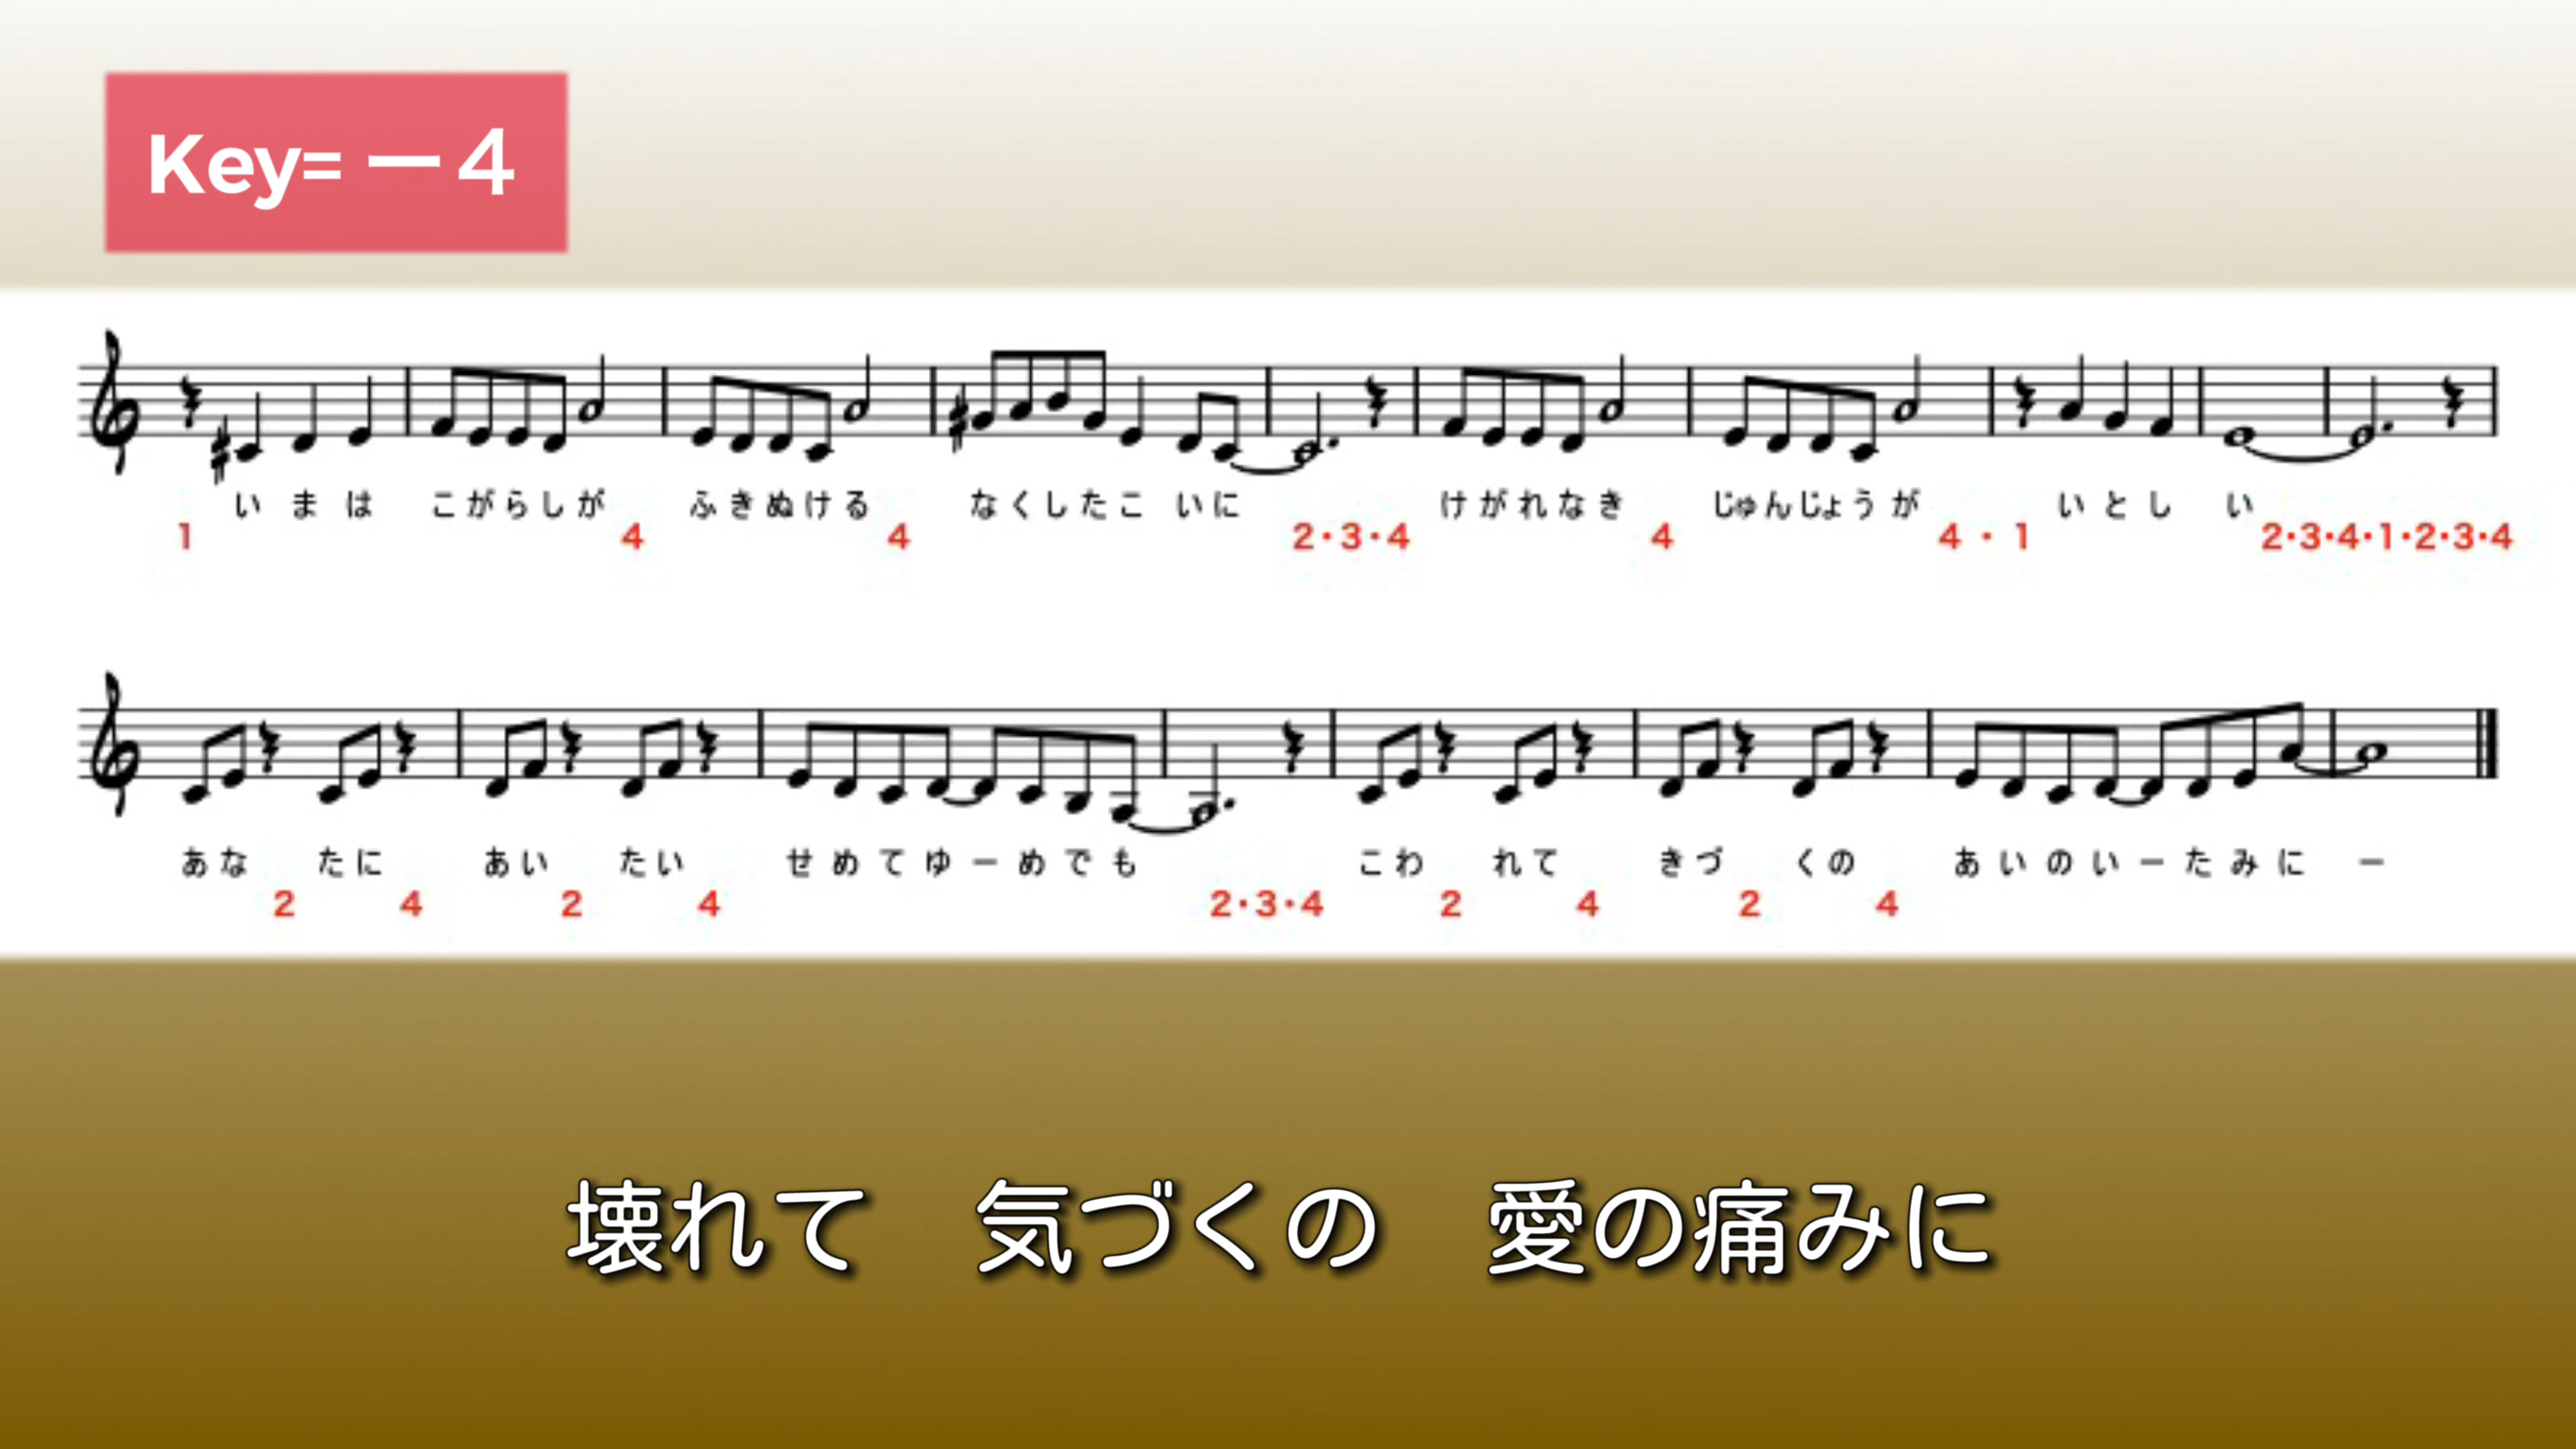 Key=－4
い ま は こ が ら し が ふ き ぬ け る な く し た こ い に け が れ な き じゅ ん じょ う が い と し い
1 4 4 2・3・4 4 4・1 2・3・4・1・2・3・4
あ な た に あ い た い せ め て ゆ ー め で も こ わ れ て き づ く の あ い の い ー た み に ー
2 4 2 4 2・3・4 2 4 2 4
壊れて 気づくの 愛の痛みに